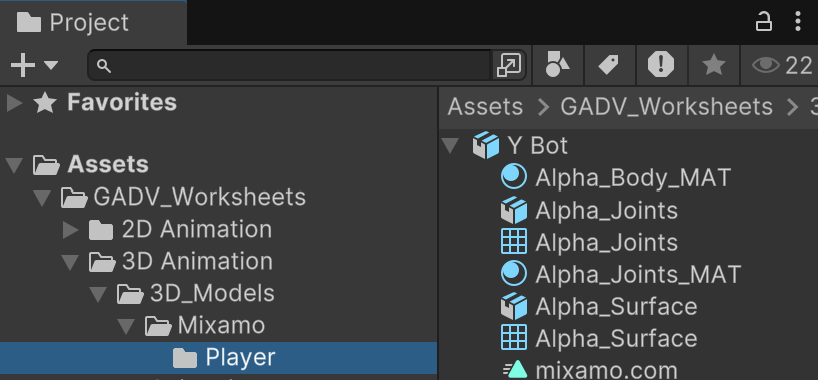 Project
22
Favorites
Assets
GADV_Worksheets
2D Animation
3D Animation
3D_Models
Mixamo
Player
Assets > GADV_Worksheets > 3
Y Bot
Alpha_Body_MAT
Alpha_Joints
Alpha_Joints
Alpha_Joints_MAT
Alpha_Surface
Alpha_Surface
mixamo.com